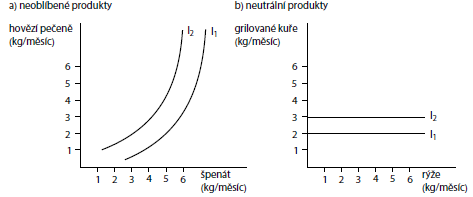 a) neoblíbené produkty
hovězí pečeně
(kg/měsíc)
6
5
4
3
2
1
I2
I1
1 2 3 4 5 6
špenát
(kg/měsíc)
b) neutrální produkty
grilované kuře
(kg/měsíc)
6
5
4
3
2
1
I2
I1
1 2 3 4 5 6
rýže
(kg/měsíc)